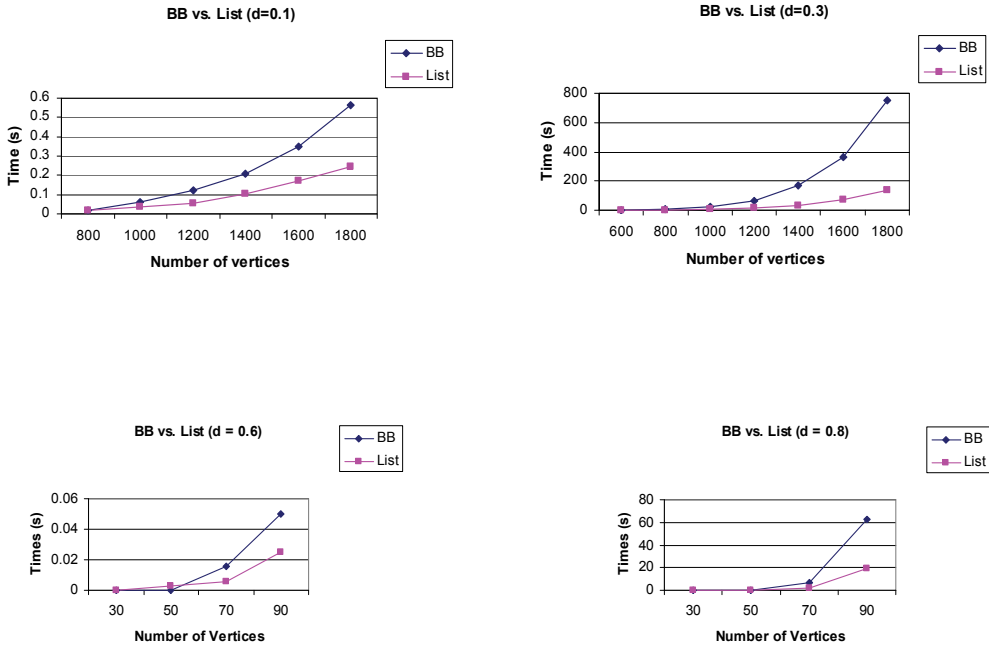 BB vs. List (d=0.1)
BB
List
0.6
0.5
0.4
0.3
0.2
0.1
0
Time (s)
800 1000 1200 1400 1600 1800
Number of vertices
BB vs. List (d=0.3)
BB
List
800
600
400
200
0
Time (s)
600 800 1000 1200 1400 1600 1800
Number of vertices
BB vs. List (d = 0.6)
BB
List
0.06
0.04
0.02
0
Times (s)
30 50 70 90
Number of Vertices
BB vs. List (d = 0.8)
BB
List
80
60
40
20
0
Times (s)
30 50 70 90
Number of Vertices